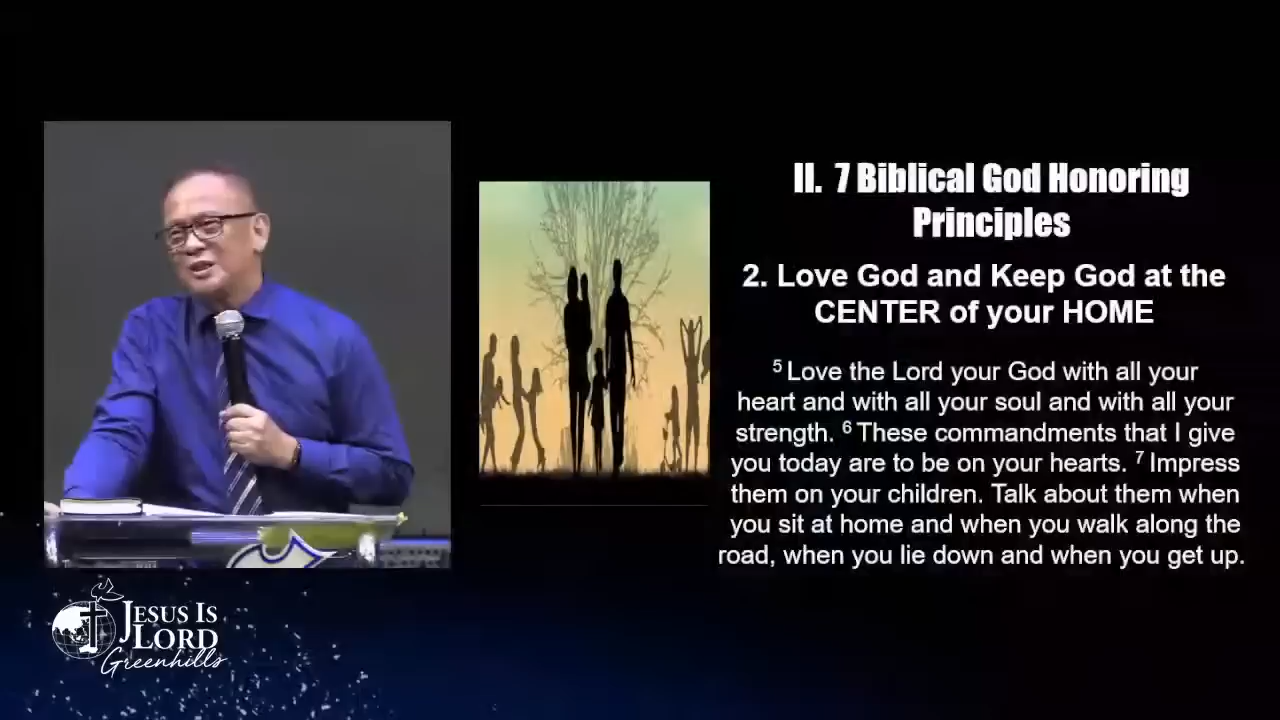 II. 7 Biblical God Honoring
Principles
2. Love God and Keep God at the
CENTER of your HOME
5 Love the Lord your God with all your
heart and with all your soul and with all your
strength. 6 These commandments that I give
you today are to be on your hearts. 7 Impress
them on your children. Talk about them when
you sit at home and when you walk along the
road, when you lie down and when you get up.
JESUS IS
LORD
Greenhills